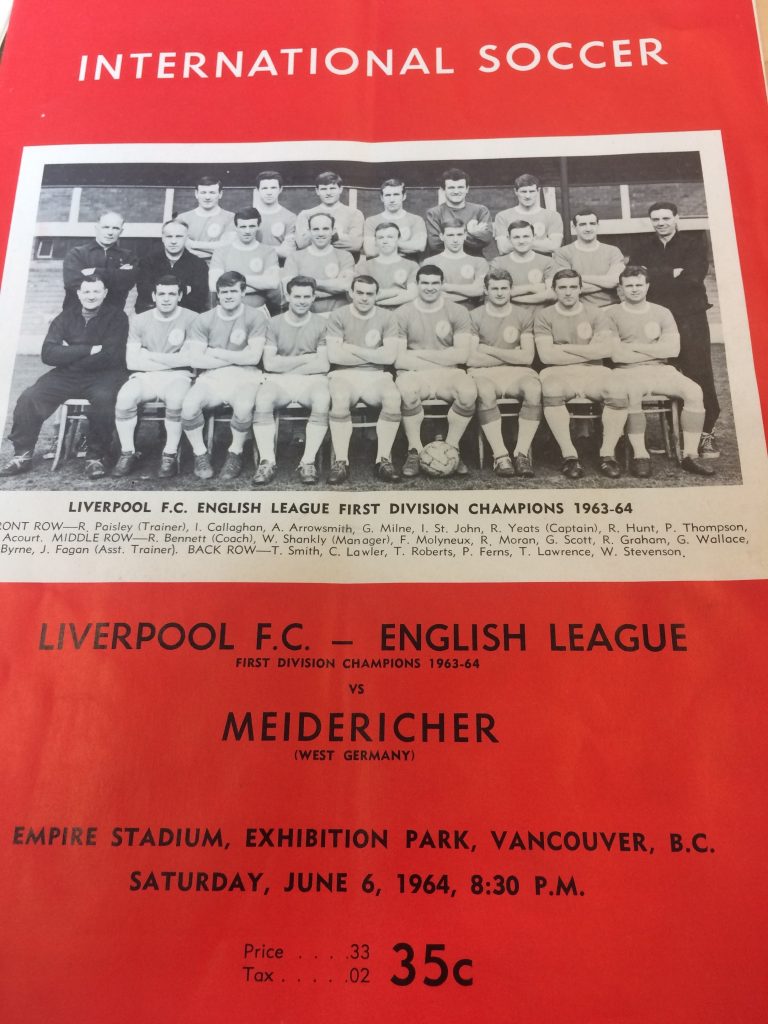 INTERNATIONAL SOCCER
LIVERPOOL F.C. ENGLISH LEAGUE FIRST DIVISION CHAMPIONS 1963-64
RONT ROW—R. Paisley (Trainer), I. Callaghan, A. Arrowsmith, G. Milne, I. St. John, R. Yeats (Captain), R. Hunt, P. Thompson,
Acourt. MIDDLE ROW—R. Bennett (Coach), W. Shankly (Manager), F. Molyneux, R. Moran, G. Scott, R. Graham, G. Wallace,
Byrne, J. Fagan (Asst. Trainer). BACK ROW—T. Smith, C. Lawler, T. Roberts, P. Ferns, T. Lawrence, W. Stevenson.
LIVERPOOL F.C. – ENGLISH LEAGUE
FIRST DIVISION CHAMPIONS 1963-64
VS
MEIDERICHER
(WEST GERMANY)
EMPIRE STADIUM, EXHIBITION PARK, VANCOUVER, B.C.
SATURDAY, JUNE 6, 1964, 8:30 P.M.
Price . . . . .33
Tax . . . . . .02 35c